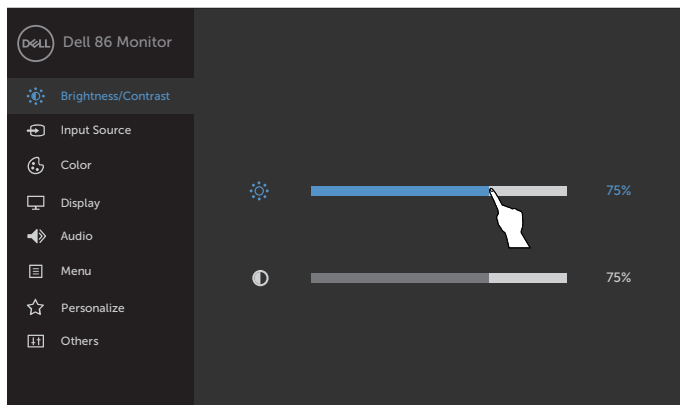 DELL
Dell 86 Monitor
Brightness/Contrast
Input Source
Color
Display
Audio
Menu
Personalize
Others
75%
75%